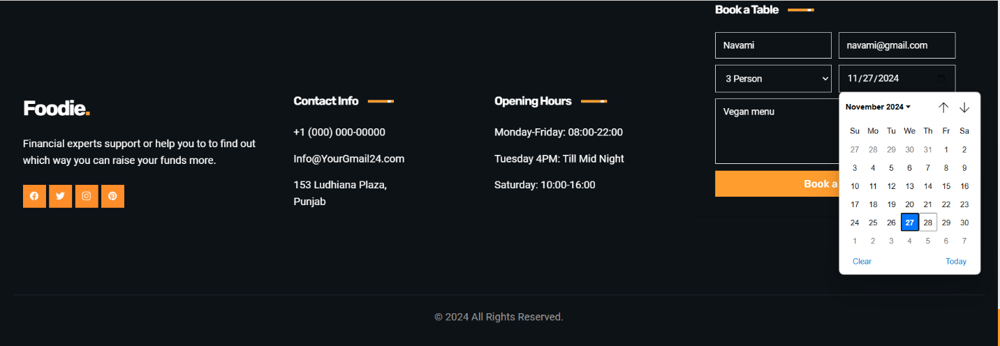 Book a Table
Navami
navami@gmail.com
3 Person
11/27/2024
Vegan menu
Book a
November 2024
Su Mo Tu We Th Fr Sa
27 28 29 30 31 1 2
3 4 5 6 7 8 9
10 11 12 13 14 15 16
17 18 19 20 21 22 23
24 25 26 27 28 29 30
1 2 3 4 5 6 7
Clear
Today
Foodie.
Financial experts support or help you to to find out
which way you can raise your funds more.
Contact Info
+1 (000) 000-00000
Info@YourGmail24.com
153 Ludhiana Plaza,
Punjab
Opening Hours
Monday-Friday: 08:00-22:00
Tuesday 4PM: Till Mid Night
Saturday: 10:00-16:00
© 2024 All Rights Reserved.